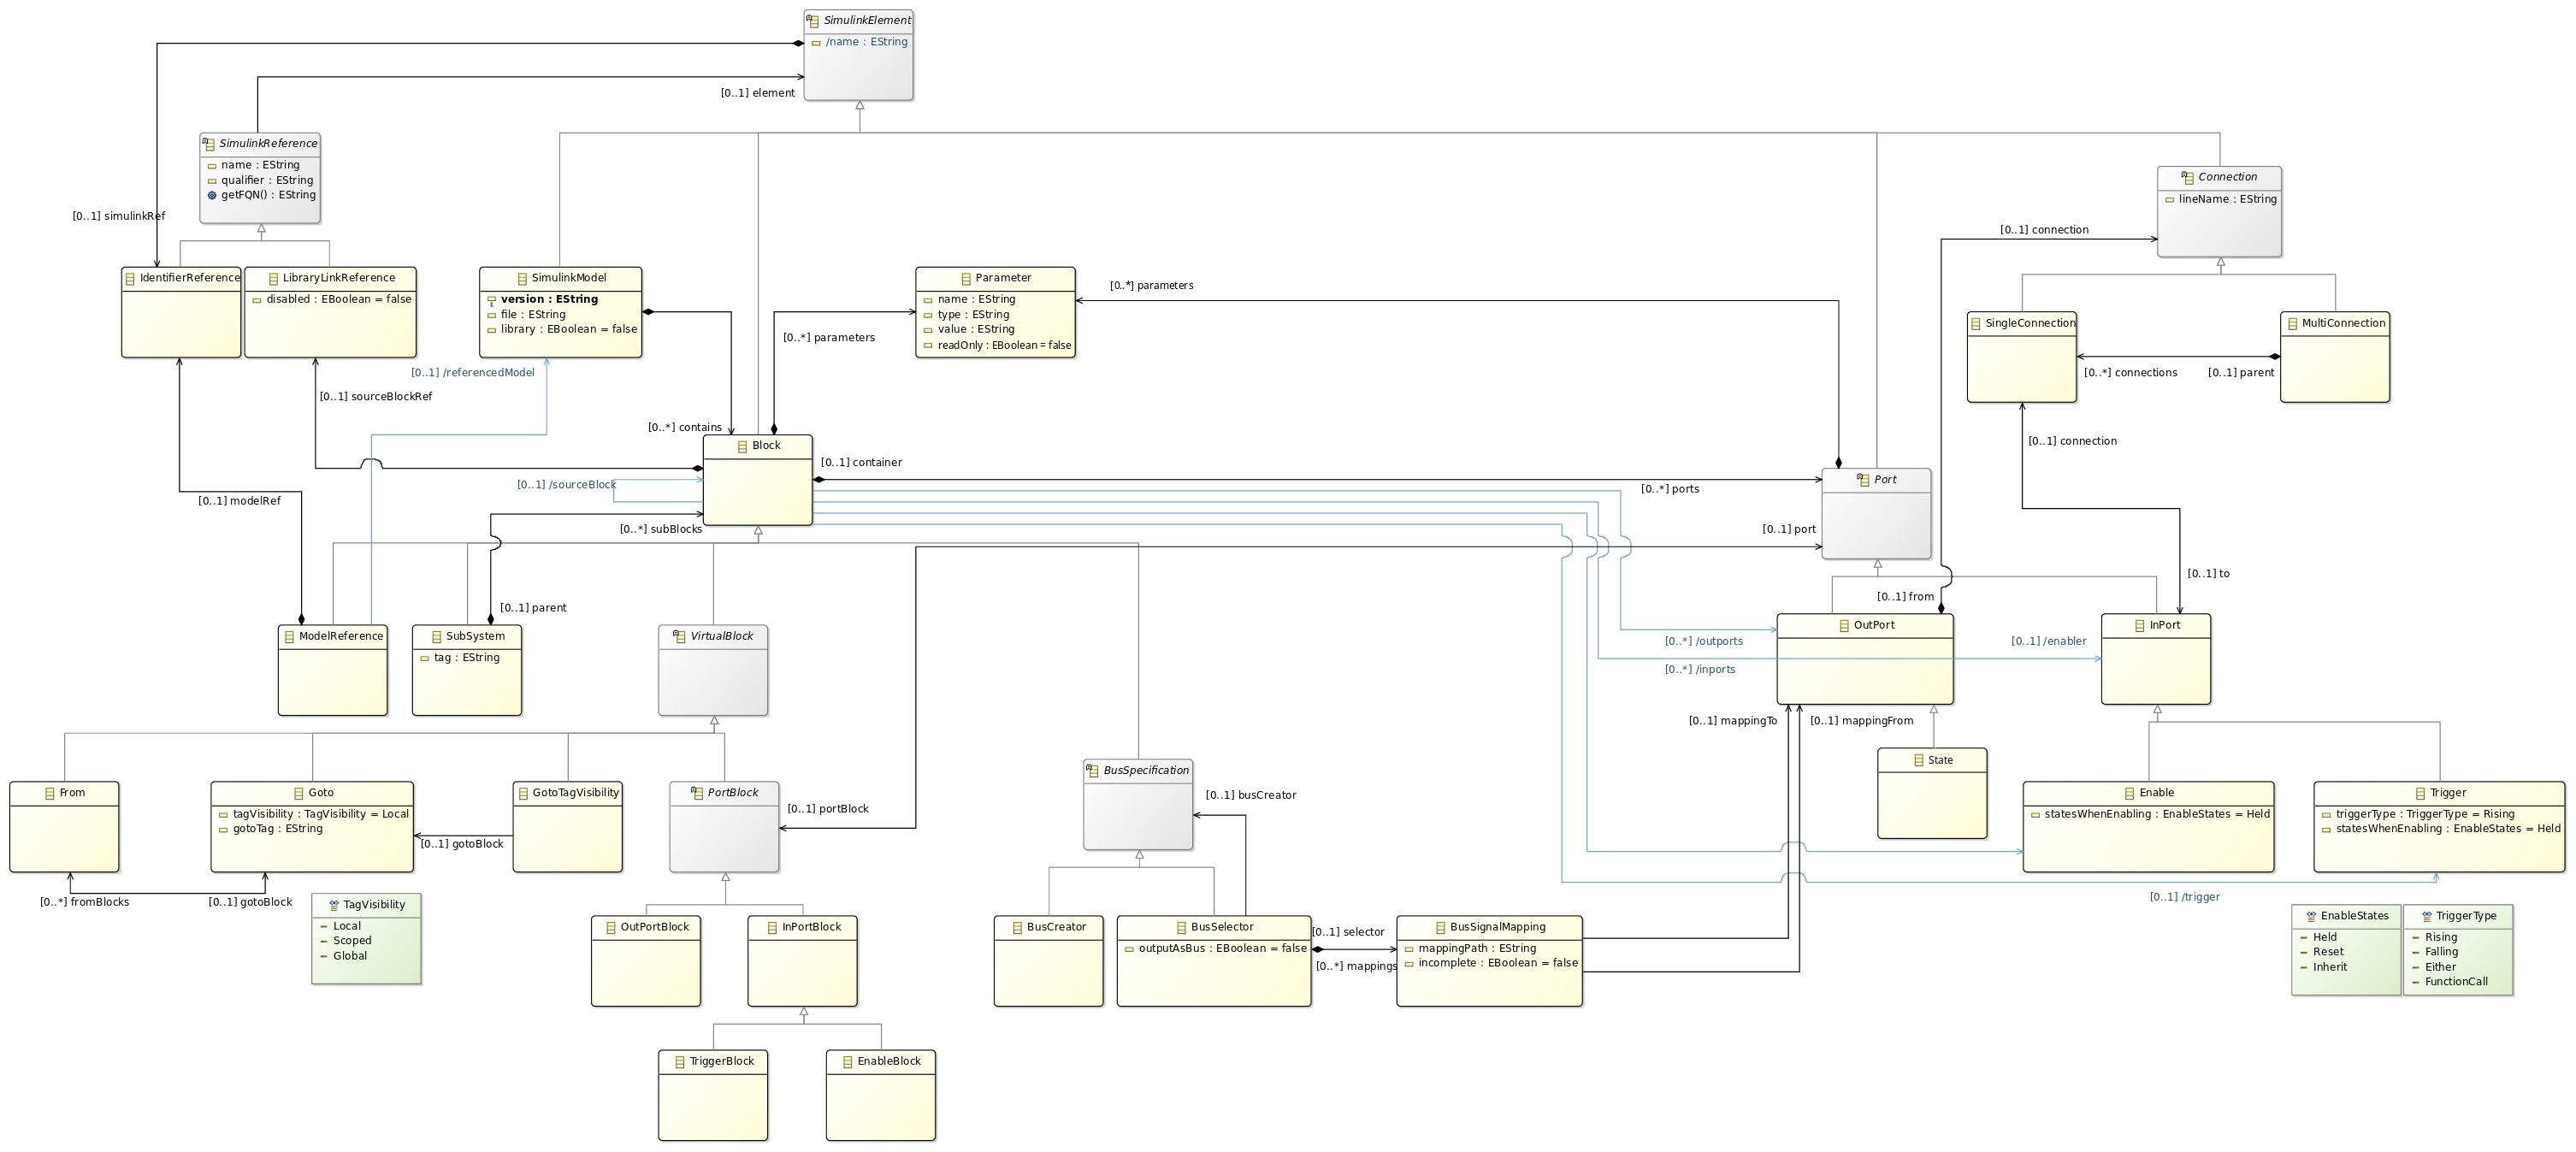 SimulinkElement
/name : EString
[0..1] element
SimulinkReference
name : EString
qualifier : EString
getFQN() : EString
[0..1] simulinkRef
Connection
lineName : EString
[0..1] connection
IdentifierReference
LibraryLinkReference
disabled : EBoolean = false
SimulinkModel
version : EString
file : EString
library : EBoolean = false
Parameter
name : EString
type : EString
value : EString
readOnly : EBoolean = false
[0..*] parameters
[0..*] parameters
SingleConnection
MultiConnection
[0..*] connections
[0..1] parent
[0..1] /referencedModel
[0..1] sourceBlockRef
[0..*] contains
Block
[0..1] container
[0..1] connection
[0..1] /sourceBlock
[0..1] modelRef
[0..*] subBlocks
[0..*] ports
Port
[0..1] port
[0..1] to
[0..1] from
[0..1] parent
ModelReference
SubSystem
tag : EString
VirtualBlock
OutPort
InPort
[0..*] /outports
[0..1] /enabler
[0..*] /inports
[0..1] mappingTo
[0..1] mappingFrom
State
From
Goto
tagVisibility : TagVisibility = Local
gotoTag : EString
GotoTagVisibility
[0..1] gotoBlock
PortBlock
[0..1] portBlock
BusSpecification
[0..1] busCreator
Enable
statesWhenEnabling : EnableStates = Held
Trigger
triggerType : TriggerType = Rising
statesWhenEnabling : EnableStates = Held
[0..*] fromBlocks
[0..1] gotoBlock
[0..1] /trigger
TagVisibility
Local
Scoped
Global
OutPortBlock
InPortBlock
BusCreator
BusSelector
outputAsBus : EBoolean = false
[0..1] selector
[0..*] mappings
BusSignalMapping
mappingPath : EString
incomplete : EBoolean = false
EnableStates
Held
Reset
Inherit
TriggerType
Rising
Falling
Either
FunctionCall
TriggerBlock
EnableBlock